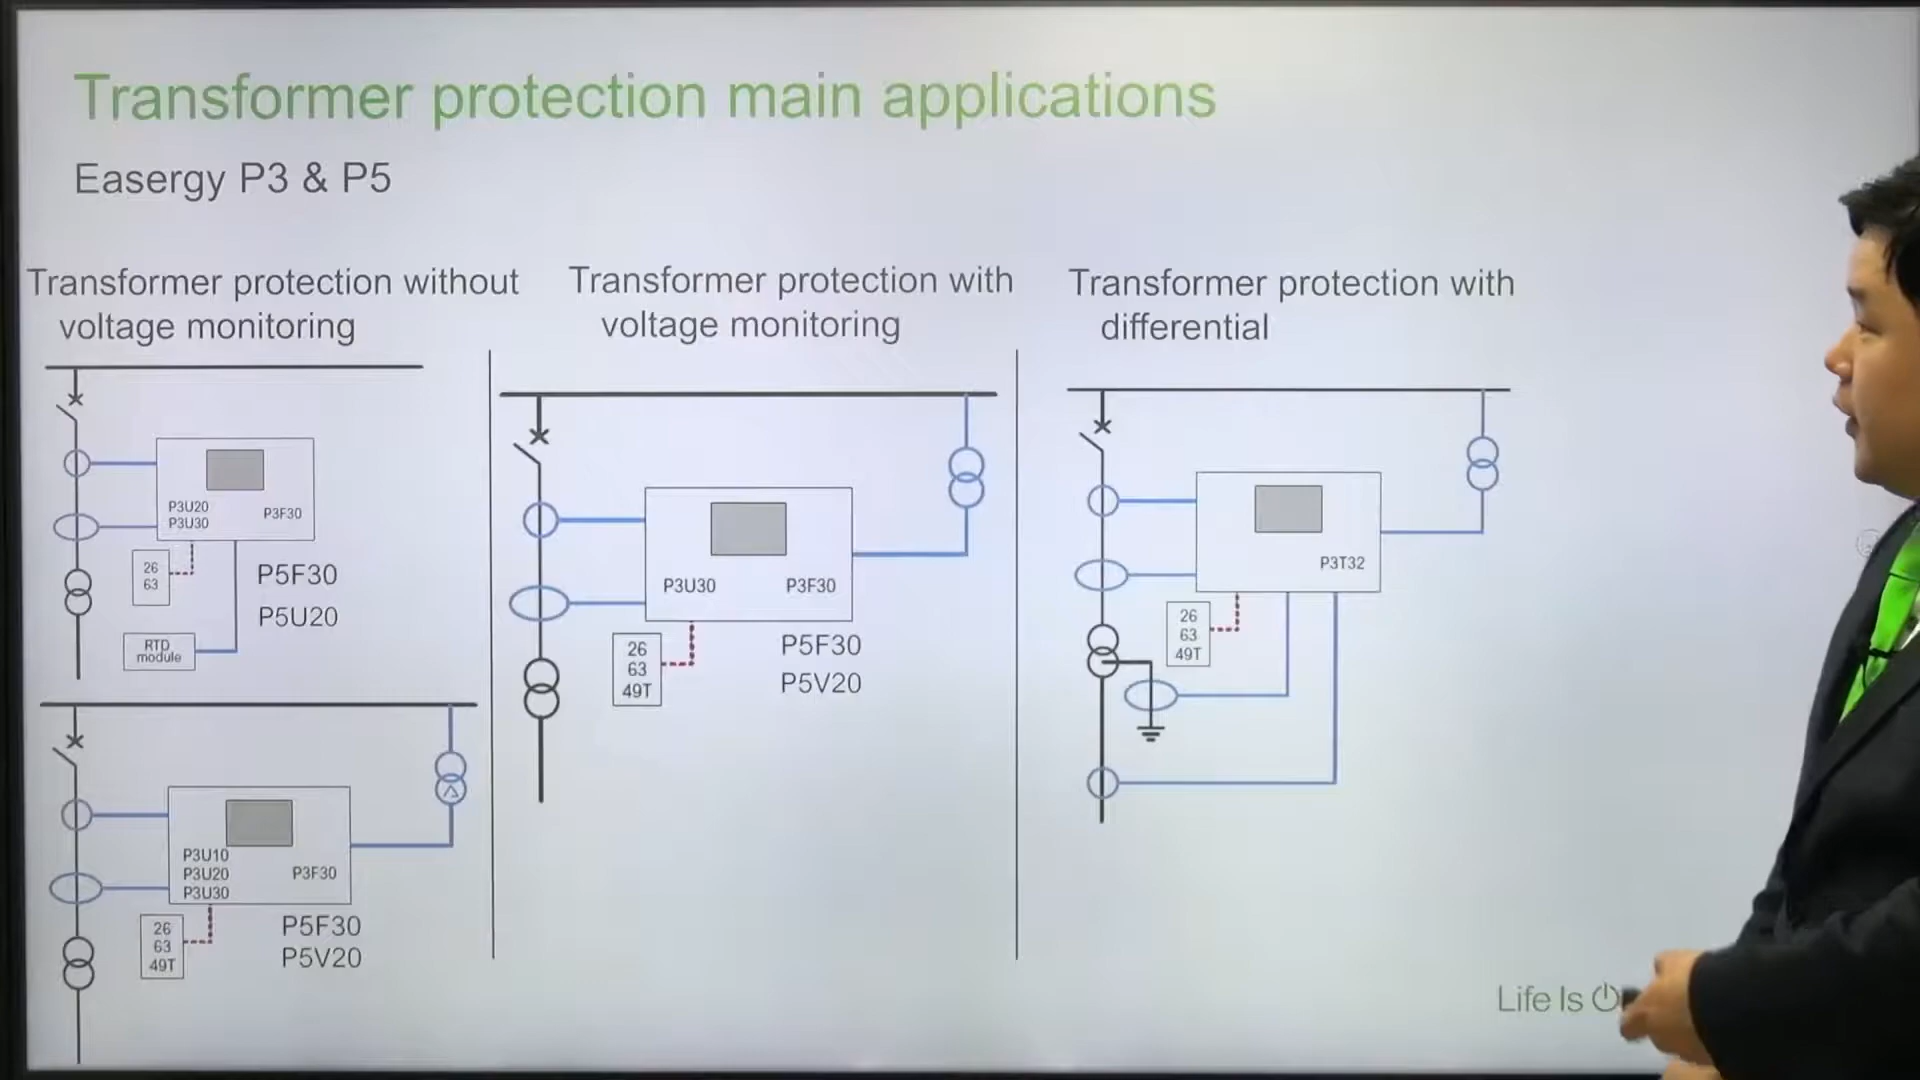 Transformer protection main applications
Easergy P3 & P5
Transformer protection without
voltage monitoring
P3U20
P3U30
P3F30
26
63
P5F30
P5U20
RTD
module
P3U10
P3U20
P3U30
P3F30
26
63
49T
P5F30
P5V20
Transformer protection with
voltage monitoring
P3U30
P3F30
26
63
49T
P5F30
P5V20
Transformer protection with
differential
P3T32
26
63
49T
Life Is